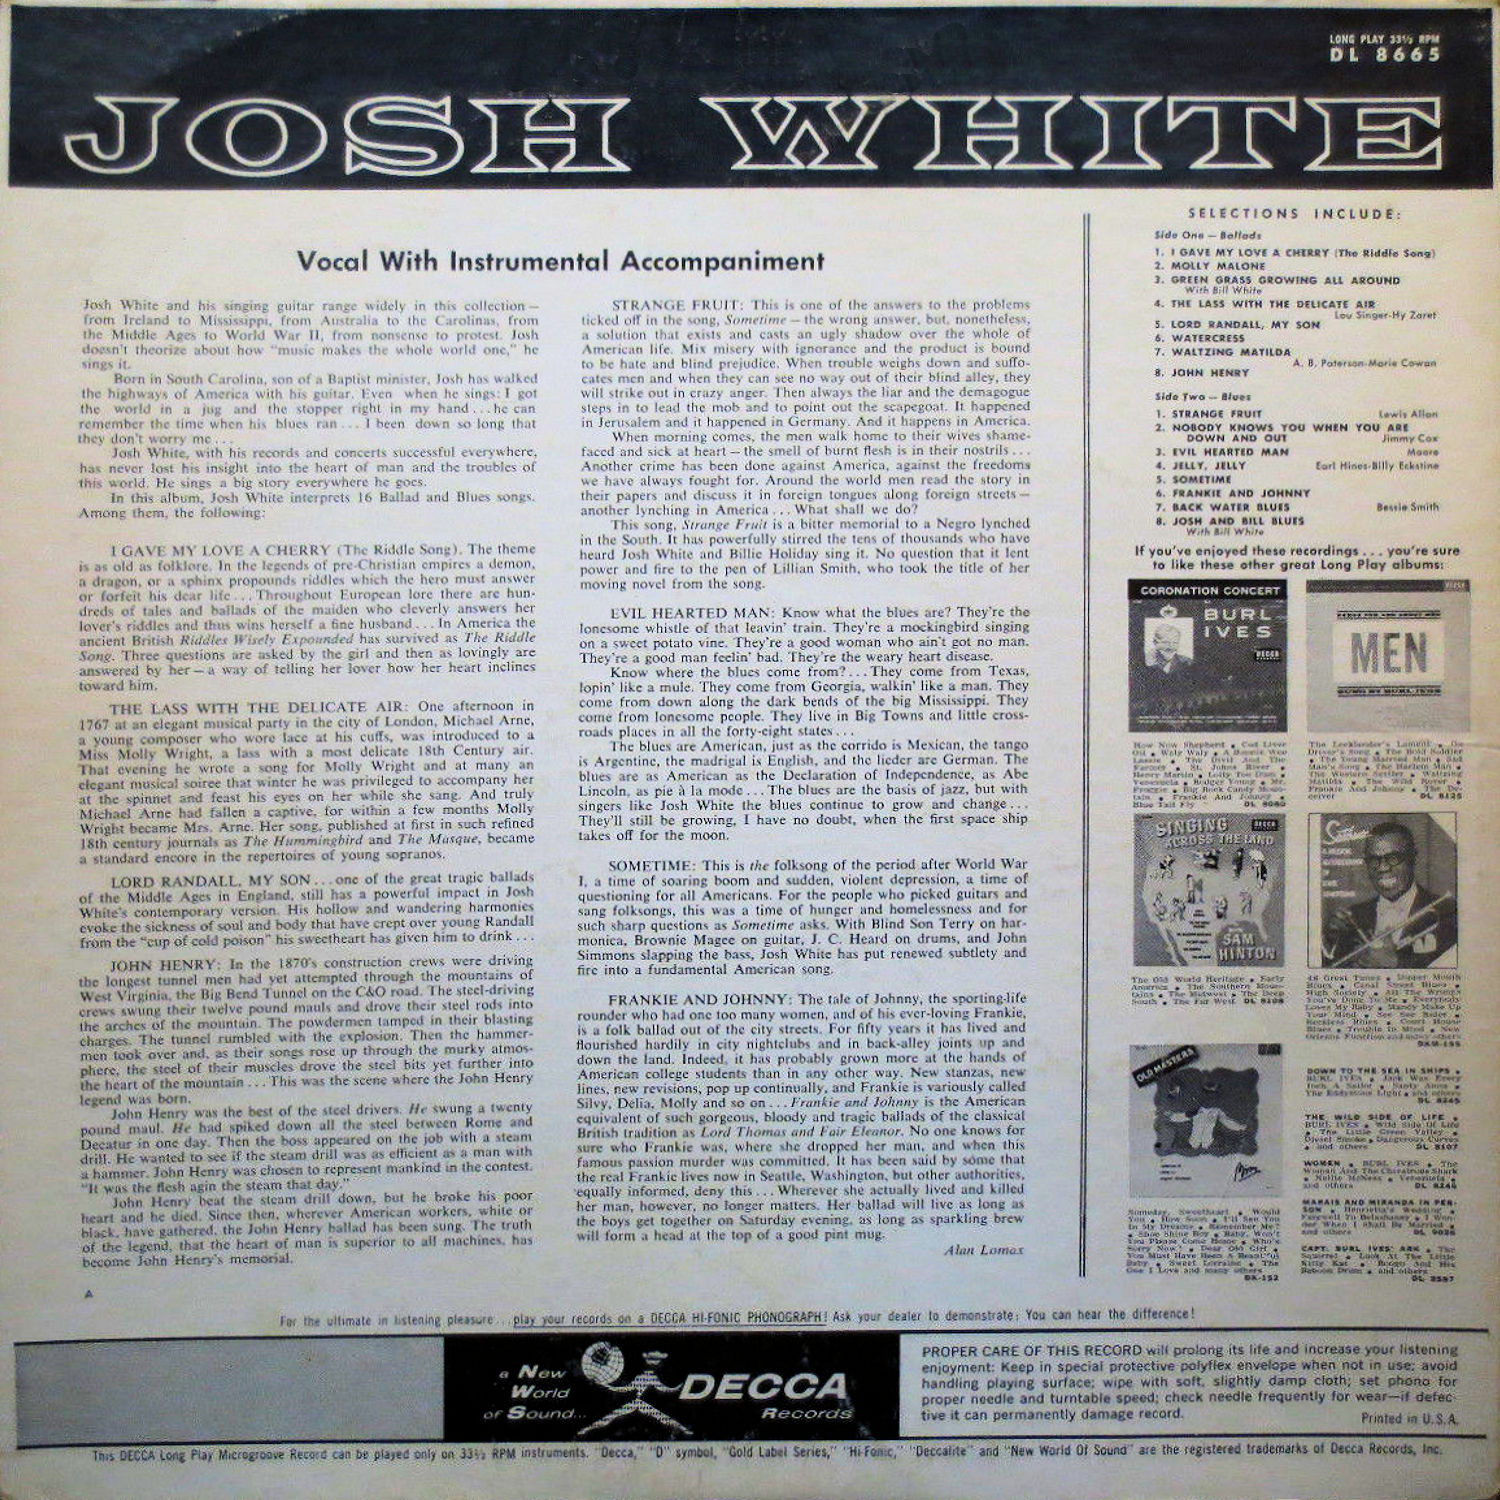 LONG PLAY 33⅓ RPM
DL 8665
JOSH WHITE
Vocal With Instrumental Accompaniment
Josh White and his singing guitar range widely in this collection —
from Ireland to Mississippi, from Australia to the Carolinas, from
the Middle Ages to World War II, from nonsense to protest. Josh
doesn't theorize about how "music makes the whole world one," he
sings it.
Born in South Carolina, son of a Baptist minister, Josh has walked
the highways of America with his guitar. Even when he sings: I got
the world in a jug and the stopper right in my hand . . . he can
remember the time when his blues ran . . . I been down so long that
they don't worry me . . .
Josh White, with his records and concerts successful everywhere,
has never lost his insight into the heart of man and the troubles of
this world. He sings a big story everywhere he goes.
In this album, Josh White interprets 16 Ballad and Blues songs.
Among them, the following:
I GAVE MY LOVE A CHERRY (The Riddle Song). The theme
is as old as folklore. In the legends of pre-Christian empires a demon,
a dragon, or a sphinx propounds riddles which the hero must answer
or forfeit his dear life . . . Throughout European lore there are hun-
dreds of tales and ballads of the maiden who cleverly answers her
lover's riddles and thus wins herself a fine husband . . . In America the
ancient British Riddles Wisely Expounded has survived as The Riddle
Song. Three questions are asked by the girl and then as lovingly are
answered by her — a way of telling her lover how her heart inclines
toward him.
THE LASS WITH THE DELICATE AIR: One afternoon in
1767 at an elegant musical party in the city of London, Michael Arne,
a young composer who wore lace at his cuffs, was introduced to a
Miss Molly Wright, a lass with a most delicate 18th Century air.
That evening he wrote a song for Molly Wright and at many an
elegant musical soiree that winter he was privileged to accompany her
at the spinnet and feast his eyes on her while she sang. And truly
Michael Arne had fallen a captive, for within a few months Molly
Wright became Mrs. Arne. Her song, published at first in such refined
18th century journals as The Hummingbird and The Masque, became
a standard encore in the repertoires of young sopranos.
LORD RANDALL, MY SON . . . one of the great tragic ballads
of the Middle Ages in England, still has a powerful impact in Josh
White's contemporary version. His hollow and wandering harmonies
evoke the sickness of soul and body that have crept over young Randall
from the "cup of cold poison" his sweetheart has given him to drink . . .
JOHN HENRY: In the 1870's construction crews were driving
the longest tunnel men had yet attempted through the mountains of
West Virginia, the Big Bend Tunnel on the C&O road. The steel-driving
crews swung their twelve pound mauls and drove their steel rods into
the arches of the mountain. The powdermen tamped in their blasting
charges. The tunnel rumbled with the explosion. Then the hammer-
men took over and, as their songs rose up through the murky atmos-
phere, the steel of their muscles drove the steel bits yet further into
the heart of the mountain . . . This was the scene where the John Henry
legend was born.
John Henry was the best of the steel drivers. He swung a twenty
pound maul. He had spiked down all the steel between Rome and
Decatur in one day. Then the boss appeared on the job with a steam
drill. He wanted to see if the steam drill was as efficient as a man with
a hammer. John Henry was chosen to represent mankind in the contest.
"It was the flesh agin the steam that day."
John Henry beat the steam drill down, but he broke his poor
heart and he died. Since then, wherever American workers, white or
black, have gathered, the John Henry ballad has been sung. The truth
of the legend, that the heart of man is superior to all machines, has
become John Henry's memorial.
A
STRANGE FRUIT: This is one of the answers to the problems
ticked off in the song, Sometime — the wrong answer, but, nonetheless,
a solution that exists and casts an ugly shadow over the whole of
American life. Mix misery with ignorance and the product is bound
to be hate and blind prejudice. When trouble weighs down and suffo-
cates men and when they can see no way out of their blind alley, they
will strike out in crazy anger. Then always the liar and the demagogue
steps in to lead the mob and to point out the scapegoat. It happened
in Jerusalem and it happened in Germany. And it happens in America.
When morning comes, the men walk home to their wives shame-
faced and sick at heart — the smell of burnt flesh is in their nostrils . . .
Another crime has been done against America, against the freedoms
we have always fought for. Around the world men read the story in
their papers and discuss it in foreign tongues along foreign streets —
another lynching in America . . . What shall we do?
This song, Strange Fruit is a bitter memorial to a Negro lynched
in the South. It has powerfully stirred the tens of thousands who have
heard Josh White and Billie Holiday sing it. No question that it lent
power and fire to the pen of Lillian Smith, who took the title of her
moving novel from the song.
EVIL HEARTED MAN: Know what the blues are? They're the
lonesome whistle of that leavin' train. They're a mockingbird singing
on a sweet potato vine. They're a good woman who ain't got no man.
They're a good man feelin' bad. They're the weary heart disease.
Know where the blues come from? . . . They come from Texas,
lopin' like a mule. They come from Georgia, walkin' like a man. They
come from down along the dark bends of the big Mississippi. They
come from lonesome people. They live in Big Towns and little cross-
roads places in all the forty-eight states . . .
The blues are American, just as the corrido is Mexican, the tango
is Argentine, the madrigal is English, and the lieder are German. The
blues are as American as the Declaration of Independence, as Abe
Lincoln, as pie à la mode . . . The blues are the basis of jazz, but with
singers like Josh White the blues continue to grow and change . . .
They'll still be growing, I have no doubt, when the first space ship
takes off for the moon.
SOMETIME: This is the folksong of the period after World War
I, a time of soaring boom and sudden, violent depression, a time of
questioning for all Americans. For the people who picked guitars and
sang folksongs, this was a time of hunger and homelessness and for
such sharp questions as Sometime asks. With Blind Son Terry on har-
monica, Brownie Magee on guitar, J. C. Heard on drums, and John
Simmons slapping the bass, Josh White has put renewed subtlety and
fire into a fundamental American song.
FRANKIE AND JOHNNY: The tale of Johnny, the sporting-life
rounder who had one too many women, and of his ever-loving Frankie,
is a folk ballad out of the city streets. For fifty years it has lived and
flourished hardily in city nightclubs and in back-alley joints up and
down the land. Indeed, it has probably grown more at the hands of
American college students than in any other way. New stanzas, new
lines, new revisions, pop up continually, and Frankie is variously called
Silvy, Delia, Molly and so on . . . Frankie and Johnny is the American
equivalent of such gorgeous, bloody and tragic ballads of the classical
British tradition as Lord Thomas and Fair Eleanor. No one knows for
sure who Frankie was, where she dropped her man, and when this
famous passion murder was committed. It has been said by some that
the real Frankie lives now in Seattle, Washington, but other authorities,
equally informed, deny this . . . Wherever she actually lived and killed
her man, however, no longer matters. Her ballad will live as long as
the boys get together on Saturday evening, as long as sparkling brew
will form a head at the top of a good pint mug.
Alan Lomax
SELECTIONS INCLUDE:
Side One — Ballads
1. I GAVE MY LOVE A CHERRY (The Riddle Song)
2. MOLLY MALONE
3. GREEN GRASS GROWING ALL AROUND
With Bill White
4. THE LASS WITH THE DELICATE AIR
Lou Singer-Hy Zaret
5. LORD RANDALL, MY SON
6. WATERCRESS
7. WALTZING MATILDA
A. B. Paterson-Marie Cowan
8. JOHN HENRY
Side Two — Blues
1. STRANGE FRUIT Lewis Allan
2. NOBODY KNOWS YOU WHEN YOU ARE
DOWN AND OUT Jimmy Cox
3. EVIL HEARTED MAN Moore
4. JELLY, JELLY Earl Hines-Billy Eckstine
5. SOMETIME
6. FRANKIE AND JOHNNY
7. BACK WATER BLUES Bessie Smith
8. JOSH AND BILL BLUES
With Bill White
If you've enjoyed these recordings . . . you're sure
to like these other great Long Play albums:
CORONATION CONCERT
BURL
IVES
DECCA
MEN
SUNG BY BURL IVES
SINGING
ACROSS THE LAND
DECCA
SAM
HINTON
The Old World Heritage • Early
America • The Southern Moun-
tains • The Midwest • The Deep
South • The Far West DL 8108
OLD MASTERS
DOWN TO THE SEA IN SHIPS •
THE WILD SIDE OF LIFE •
WOMEN • BURL IVES • The
MARAIS AND MIRANDA IN PER-
CAPT. BURL IVES' ARK • The
For the ultimate in listening pleasure . . . play your records on a DECCA HI-FONIC PHONOGRAPH! Ask your dealer to demonstrate: You can hear the difference!
a New
World
of Sound...
DECCA
Records
PROPER CARE OF THIS RECORD will prolong its life and increase your listening
enjoyment: Keep in special protective polyflex envelope when not in use; avoid
handling playing surface; wipe with soft, slightly damp cloth; set phono for
proper needle and turntable speed; check needle frequently for wear—if defec-
tive it can permanently damage record.
Printed in U.S.A.
This DECCA Long Play Microgroove Record can be played only on 33⅓ RPM instruments. "Decca," "D" symbol, "Gold Label Series," "Hi-Fonic," "Deccalite" and "New World Of Sound" are the registered trademarks of Decca Records, Inc.